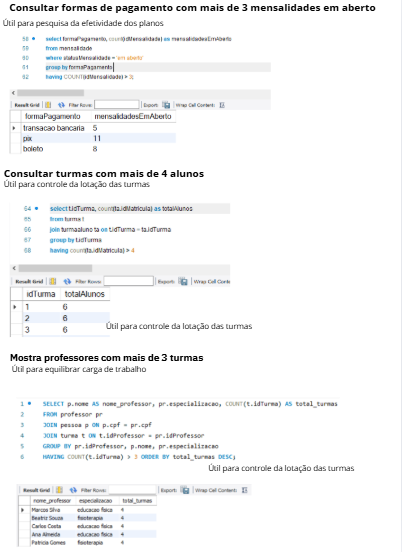 Consultar formas de pagamento com mais de 3 mensalidades em aberto
Útil para pesquisa da efetividade dos planos
58 select formaPagamento, count(idMensalidade) as mensalidadesEmAberto
59 from mensalidade
60 where statusMensalidade = 'em aberto'
61 group by formaPagamento
62 having COUNT(idMensalidade) > 3;
Result Grid Filter Rows: Export: Wrap Cell Content:
formaPagamento mensalidadesEmAberto
transacao bancaria 5
pix 11
boleto 8
Consultar turmas com mais de 4 alunos
Útil para controle da lotação das turmas
64 select t.idTurma, count(ta.idMatricula) as totalAlunos
65 from turma t
66 join turmaaluno ta on t.idTurma = ta.idTurma
67 group by t.idTurma
68 having count(ta.idMatricula) > 4
Result Grid Filter Rows: Export: Wrap Cell Conte
idTurma totalAlunos
1 6
2 6
3 6
Útil para controle da lotação das turmas
Mostra professores com mais de 3 turmas
Útil para equilibrar carga de trabalho
1 SELECT p.nome AS nome_professor, pr.especializacao, COUNT(t.idTurma) AS total_turmas
2 FROM professor pr
3 JOIN pessoa p ON p.cpf = pr.cpf
4 JOIN turma t ON t.idProfessor = pr.idProfessor
5 GROUP BY pr.idProfessor, p.nome, pr.especializacao
6 HAVING COUNT(t.idTurma) > 3 ORDER BY total_turmas DESC;
Útil para controle da lotação das turmas
Result Grid Filter Rows: Export: Wrap Cell Content:
nome_professor especializacao total_turmas
Marcos Silva educacao fisica 4
Beatriz Souza fisioterapia 4
Carlos Costa educacao fisica 4
Ana Almeida educacao fisica 4
Patricia Gomes fisioterapia 4